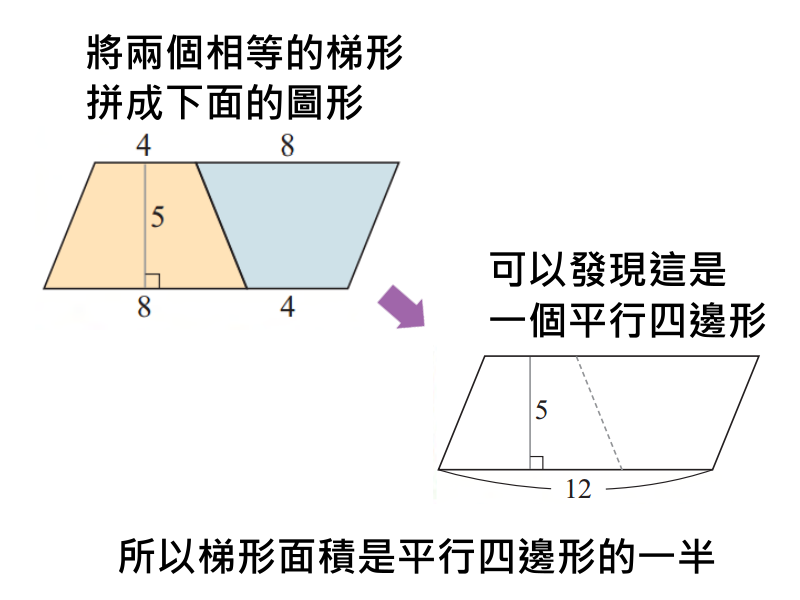 將兩個相等的梯形
拼成下面的圖形
4 8
5
8 4
可以發現這是
一個平行四邊形
5
12
所以梯形面積是平行四邊形的一半